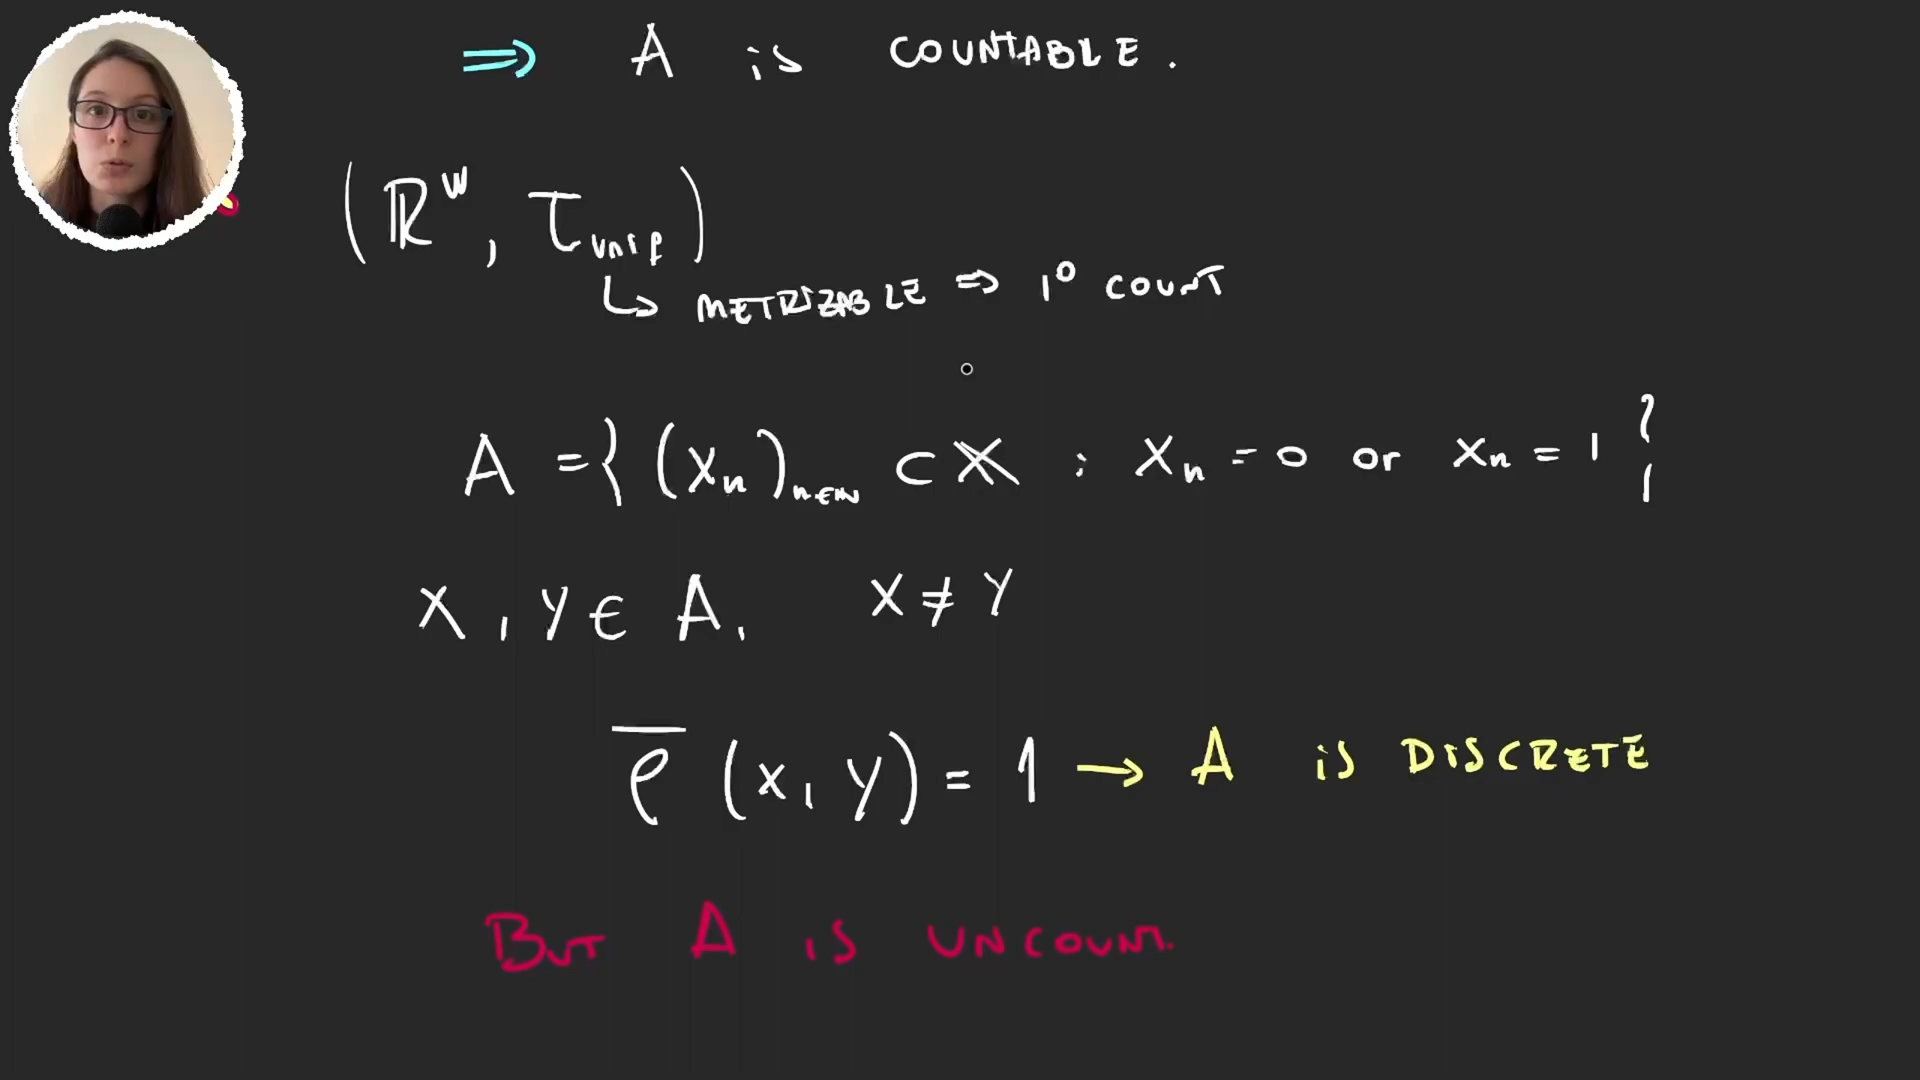 ⇒ A is COUNTABLE.
(ℝ^w, τ_unif)
↳ METRIZABLE ⇒ 1° COUNT
A = { (x_n)_{n∈ℕ} ⊂ X : x_n = 0 or x_n = 1 }
x, y ∈ A, x ≠ y
ρ̅ (x, y) = 1 → A is DISCRETE
BUT A is UNCOUNT.